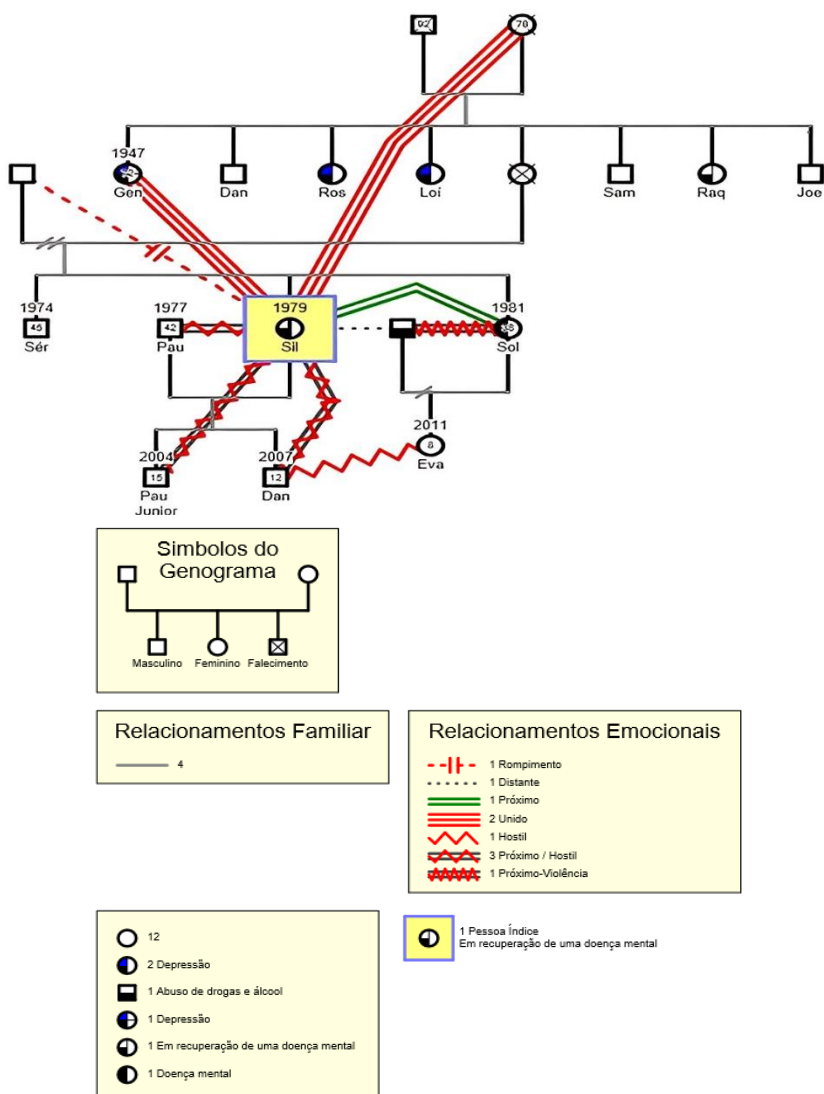 1947
Gen
Dan
Ros
Loí
Sam
Raq
Joe
1974
1977
1979
1981
45
42
Sér
Pau
Sil
Sol
2011
8
Eva
2004
2007
15
12
Pau
Junior
Dan
Simbolos do
Genograma
Masculino
Feminino
Falecimento
Relacionamentos Familiar
4
Relacionamentos Emocionais
1 Rompimento
1 Distante
1 Próximo
2 Unido
1 Hostil
3 Próximo / Hostil
1 Próximo-Violência
12
2 Depressão
1 Abuso de drogas e álcool
1 Depressão
1 Em recuperação de uma doença mental
1 Doença mental
1 Pessoa Índice
Em recuperação de uma doença mental